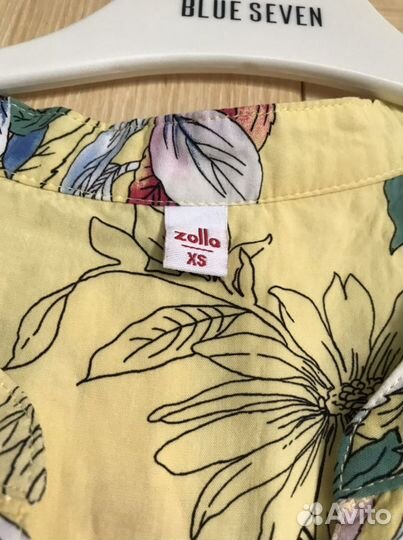 BLUE SEVEN
zolla
XS
Avito